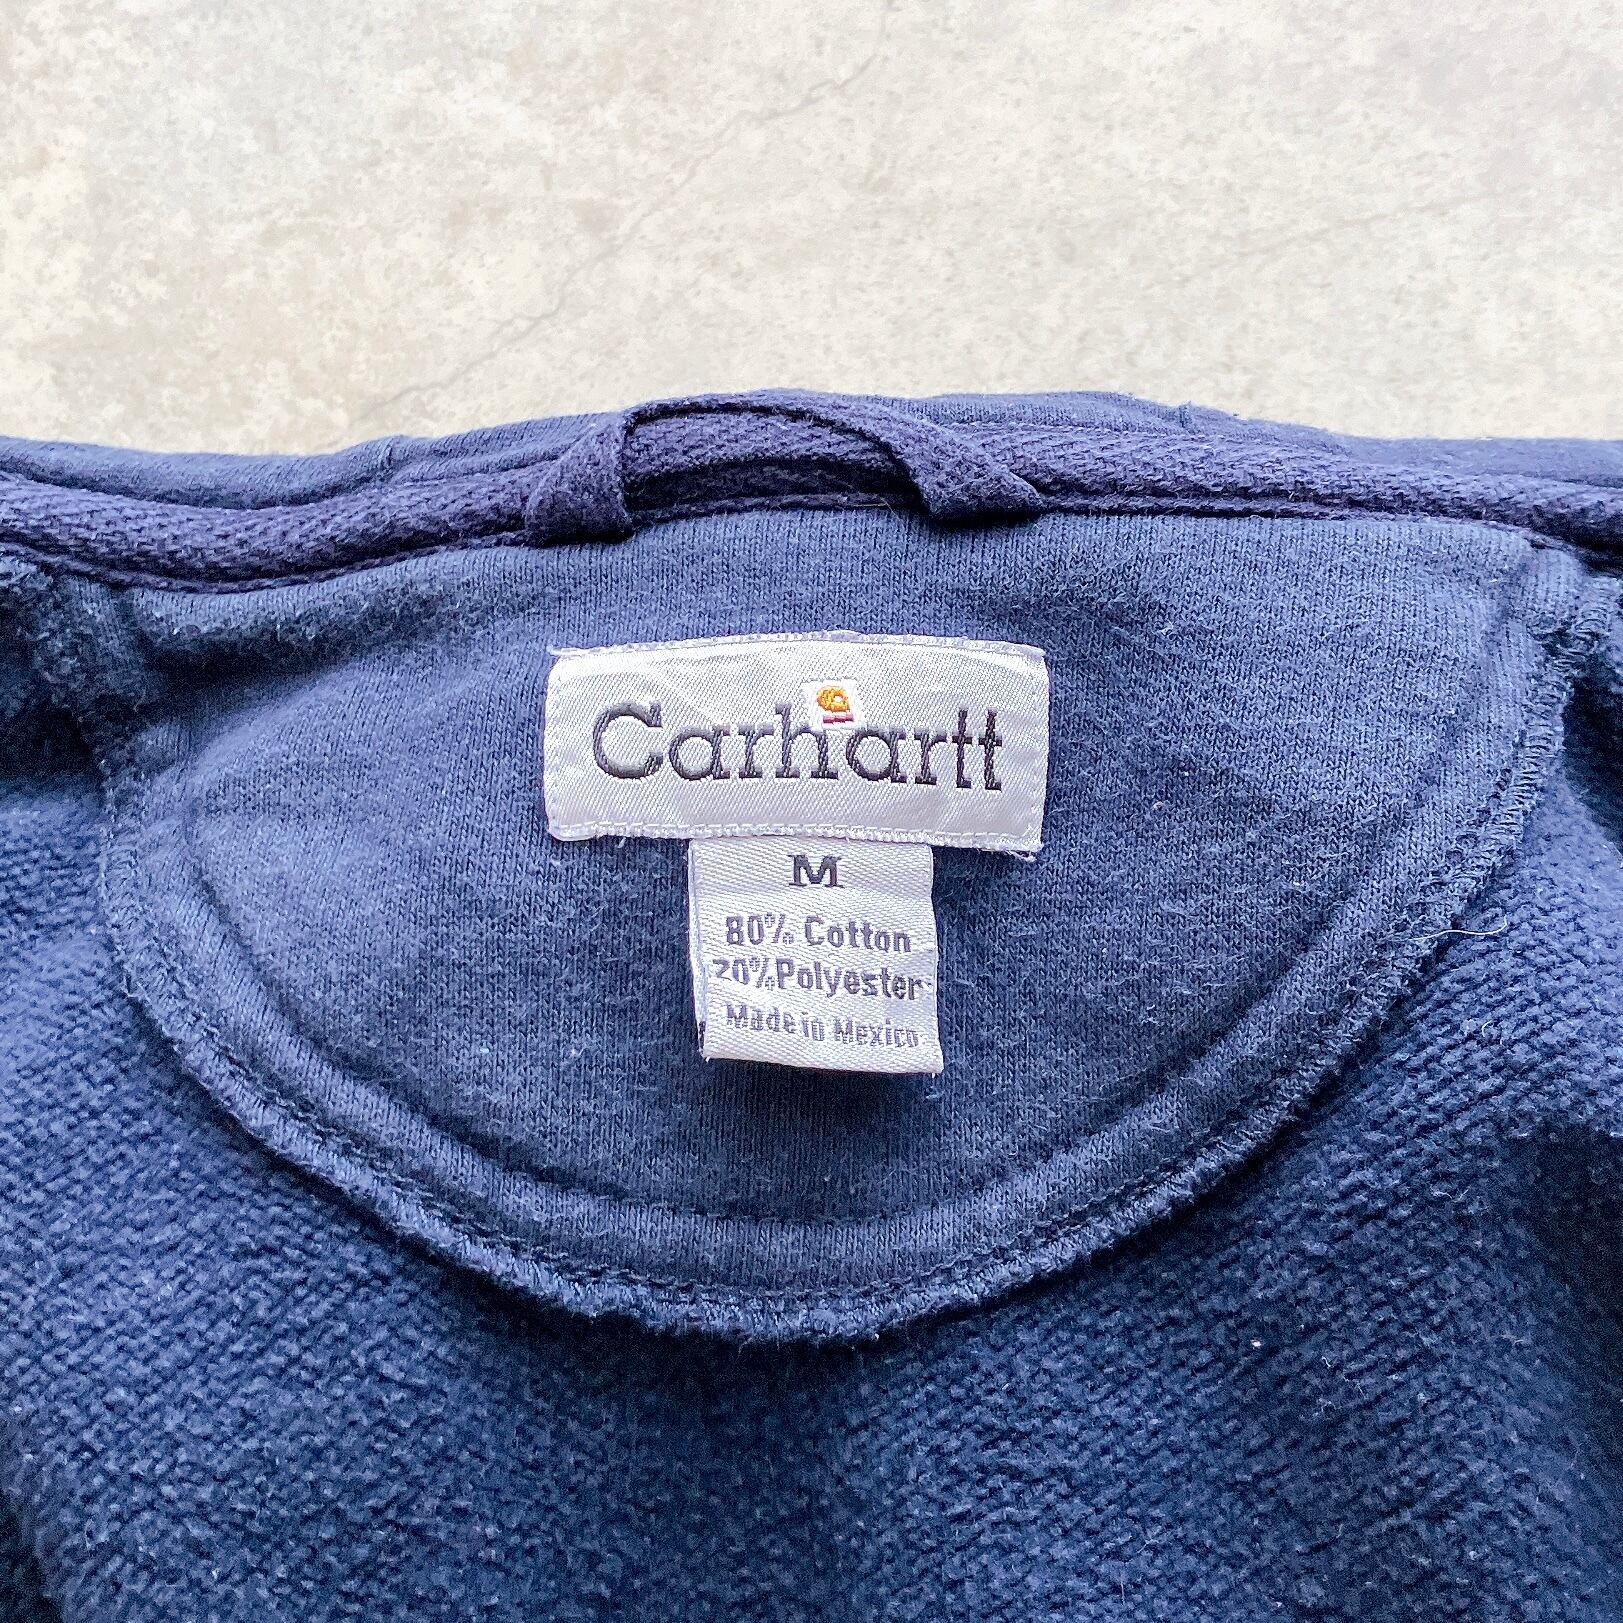 Carhartt
M
80% Cotton
20% Polyester
Made in Mexico